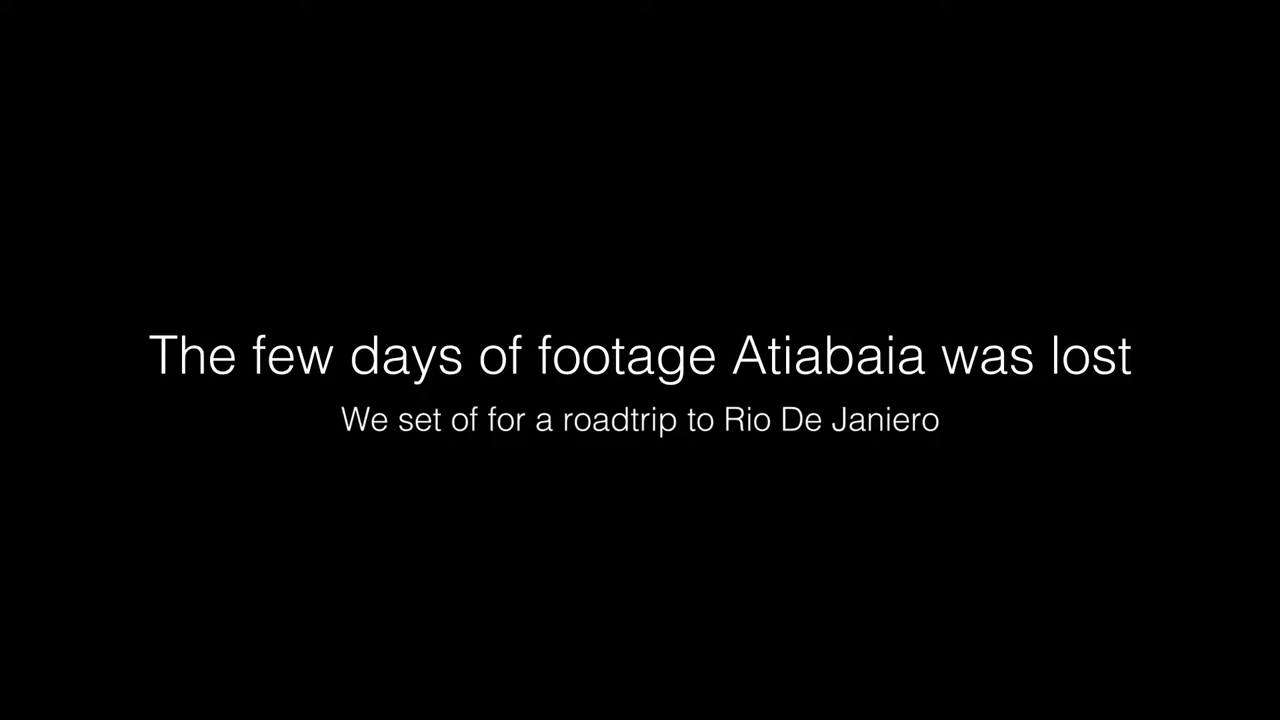 The few days of footage Atiabaia was lost
We set of for a roadtrip to Rio De Janiero